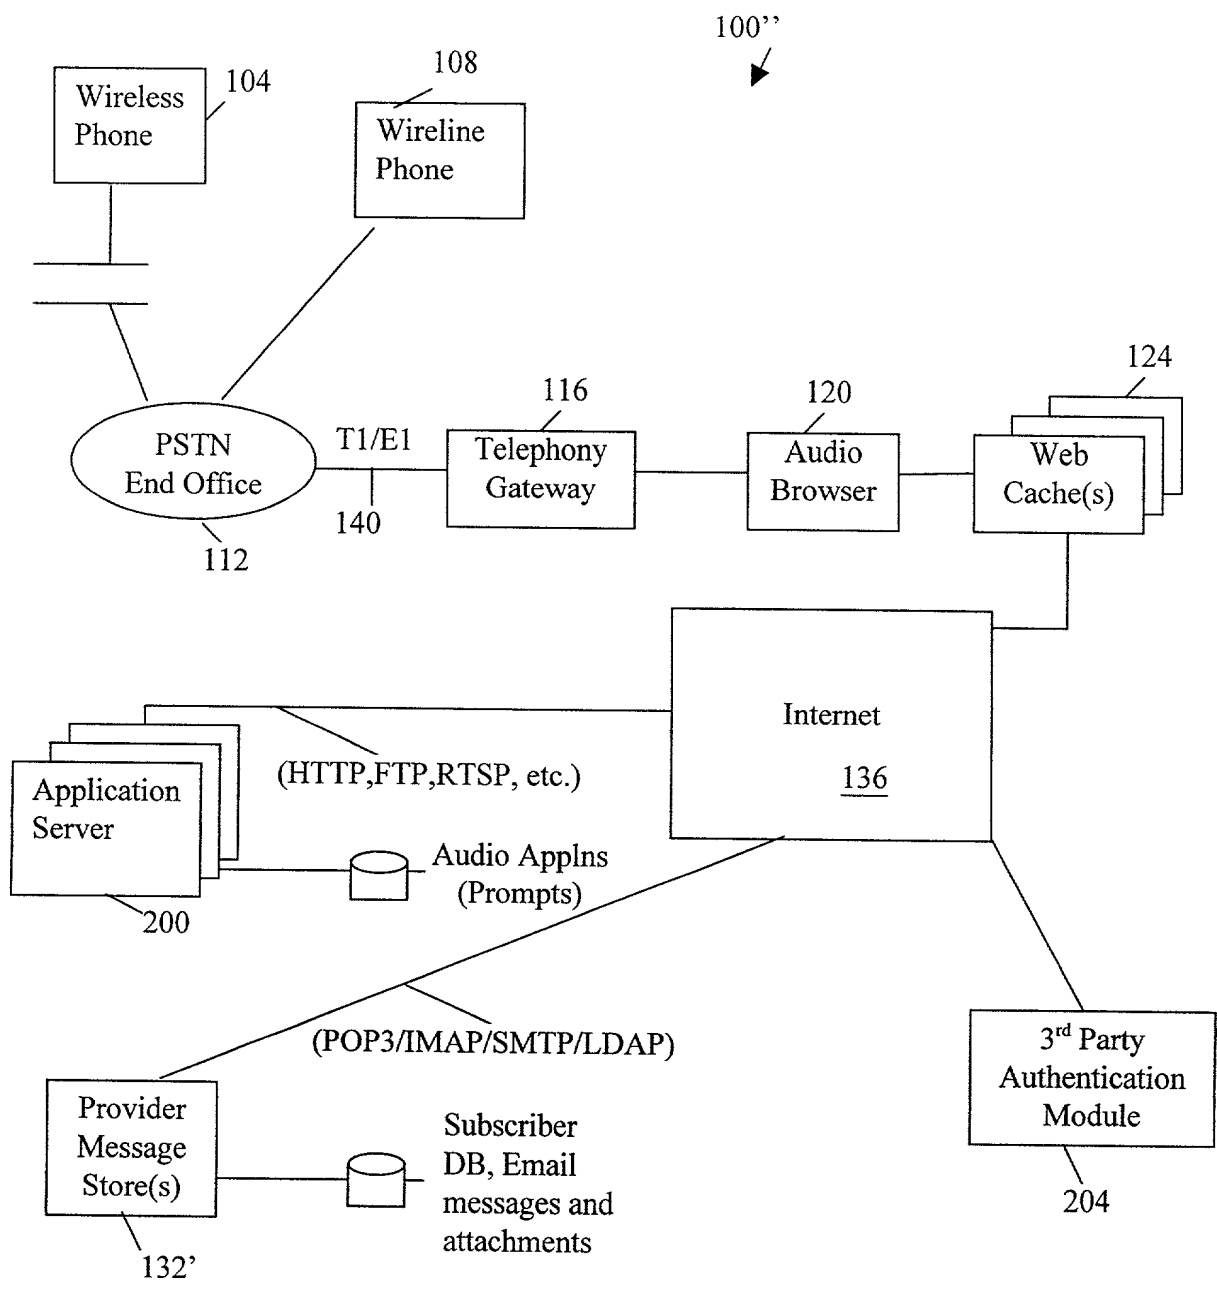 100’’
104
Wireless
Phone
108
Wireline
Phone
PSTN
End Office
112
T1/E1
140
116
Telephony
Gateway
120
Audio
Browser
124
Web
Cache(s)
Internet
136
(HTTP,FTP,RTSP, etc.)
Application
Server
200
Audio Applns
(Prompts)
(POP3/IMAP/SMTP/LDAP)
Provider
Message
Store(s)
132’
Subscriber
DB, Email
messages and
attachments
3rd Party
Authentication
Module
204